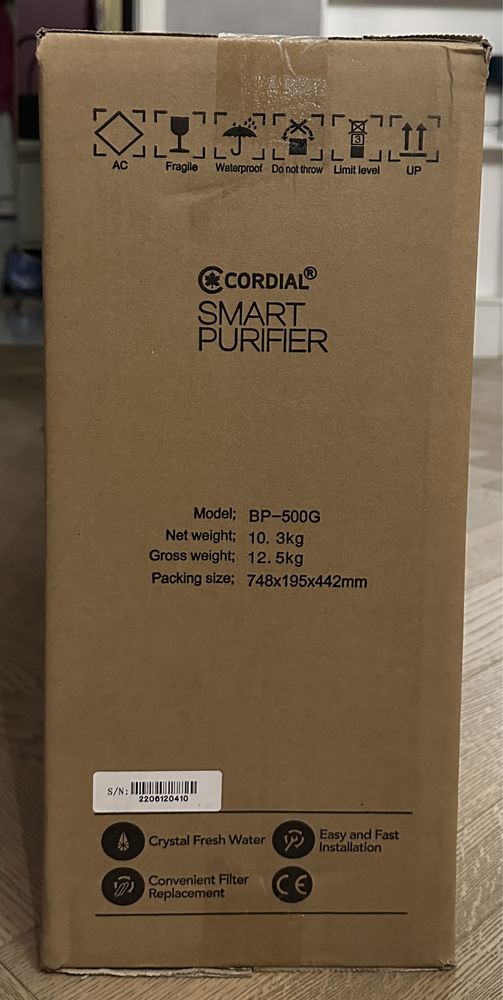 AC Fragile Waterproof Do not throw Limit level UP
3
CORDIAL®
SMART
PURIFIER
Model; BP-500G
Net weight; 10. 3kg
Gross weight; 12. 5kg
Packing size; 748x195x442mm
S/N:
2206120410
Crystal Fresh Water
Easy and Fast
Installation
Convenient Filter
Replacement
CE